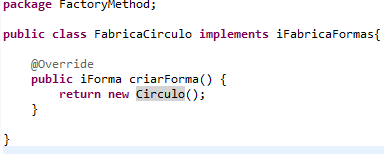 package FactoryMethod;
public class FabricaCirculo implements iFabricaFormas{
@Override
public iForma criarForma() {
return new Circulo();
}
}